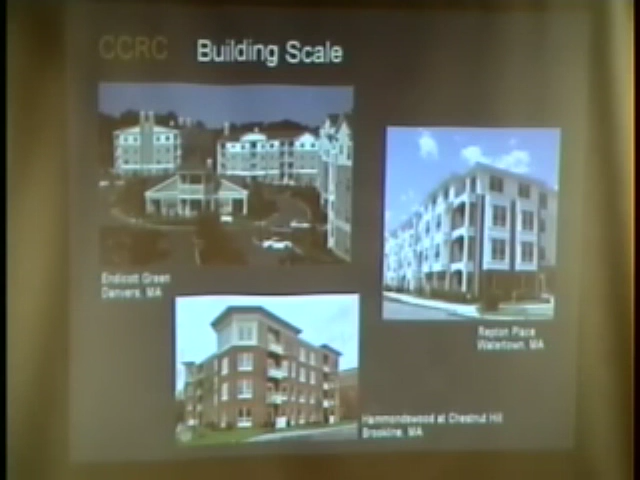 CCRC Building Scale
Endicott Green
Danvers, MA
Repton Place
Watertown, MA
Hammondswood at Chestnut Hill
Brookline, MA